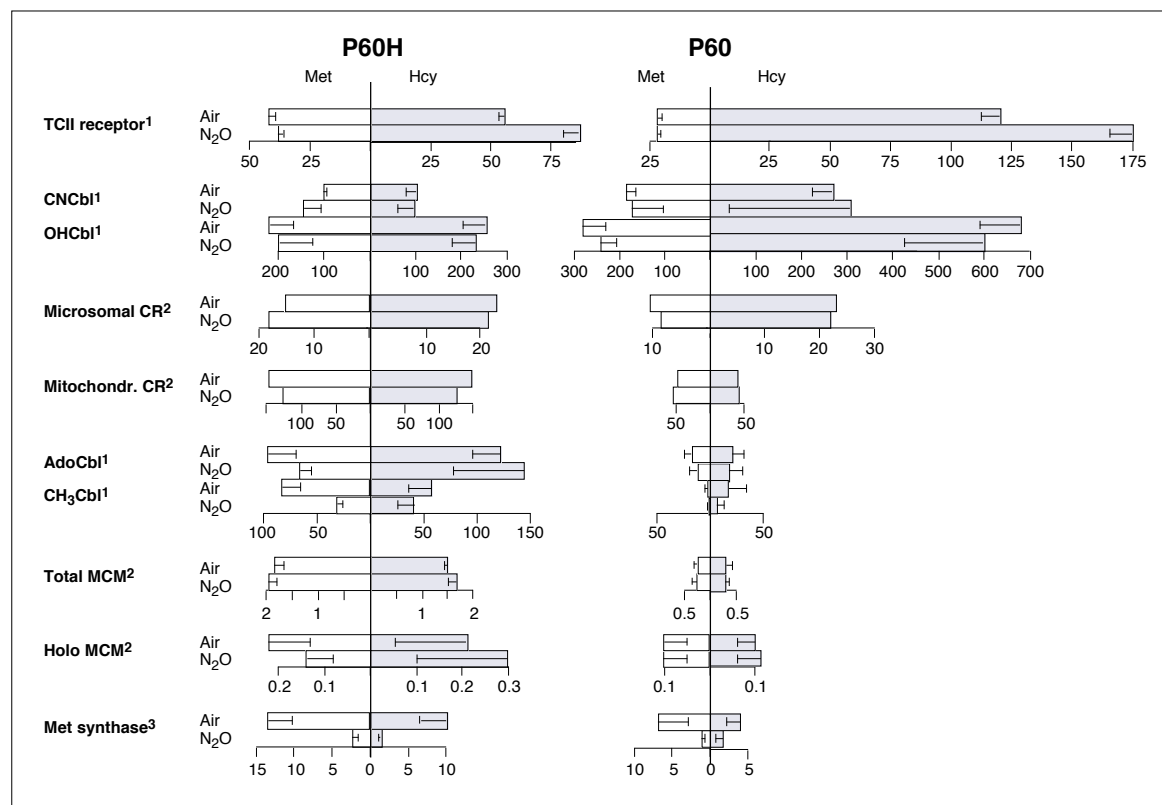 P60H P60
Met Hcy Met Hcy
TCII receptor¹
Air
N₂O
50 25 25 50 75 25 25 50 75 100 125 150 175
CNCbl¹
Air
N₂O
OHCbl¹
Air
N₂O
200 100 100 200 300 300 200 100 100 200 300 400 500 600 700
Microsomal CR²
Air
N₂O
20 10 10 20 10 10 20 30
Mitochondr. CR²
Air
N₂O
100 50 50 100 50 50
AdoCbl¹
Air
N₂O
CH₃Cbl¹
Air
N₂O
100 50 50 100 150 50 50
Total MCM²
Air
N₂O
2 1 1 2 0.5 0.5
Holo MCM²
Air
N₂O
0.2 0.1 0.1 0.2 0.3 0.1 0.1
Met synthase³
Air
N₂O
15 10 5 0 5 10 10 5 0 5